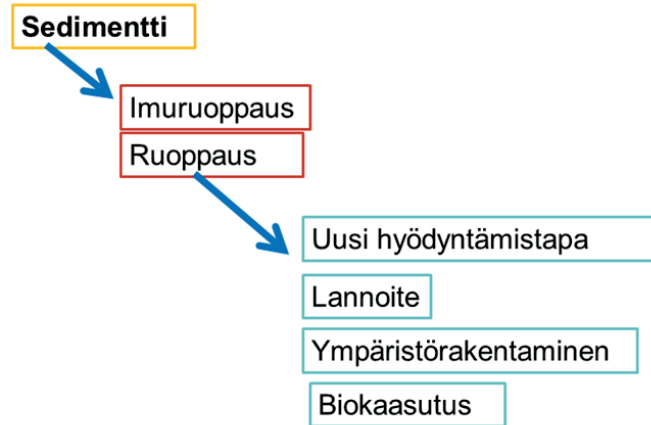 Sedimentti
Imuruoppaus
Ruoppaus
Uusi hyödyntämistapa
Lannoite
Ympäristörakentaminen
Biokaasutus